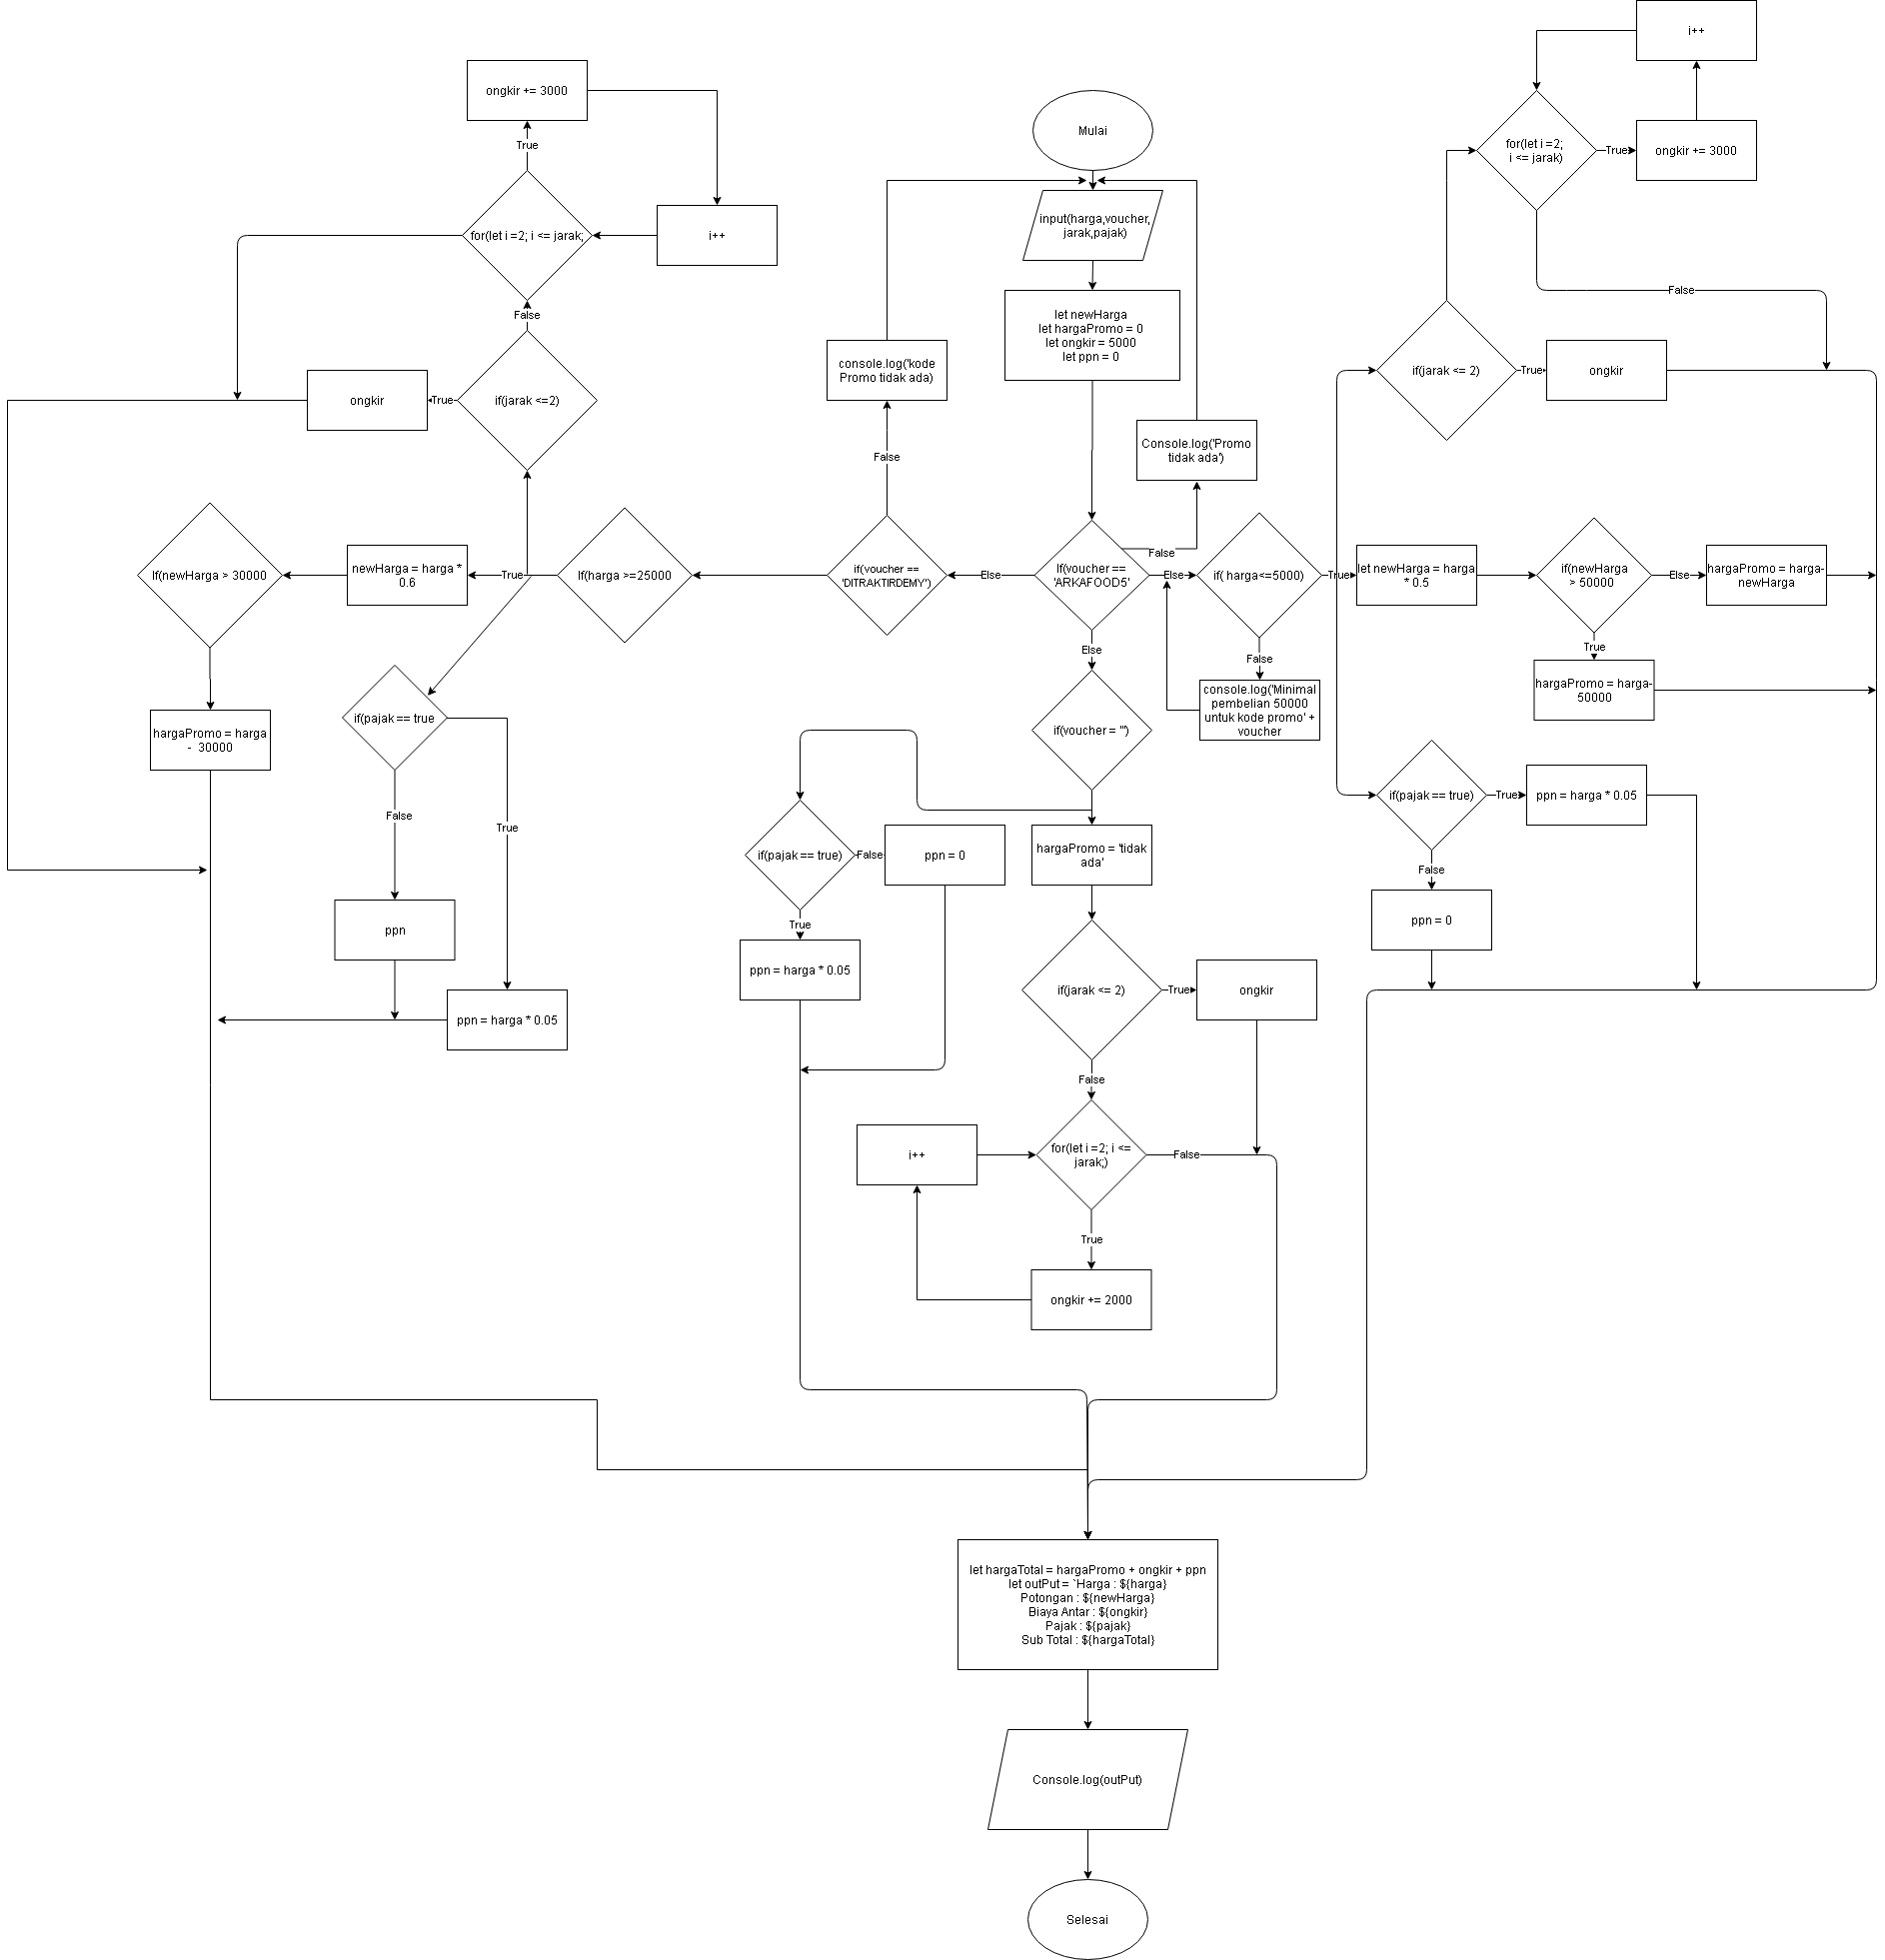 i++
ongkir += 3000
Mulai
True
for(let i =2;
i <= jarak)
True
ongkir += 3000
input(harga,voucher,
jarak,pajak)
for(let i =2; i <= jarak;
i++
False
False
let newHarga
let hargaPromo = 0
let ongkir = 5000
let ppn = 0
console.log('kode
Promo tidak ada)
if(jarak <= 2)
True
ongkir
ongkir
True
if(jarak <=2)
Console.log('Promo
tidak ada')
False
False
If(newHarga > 30000
newHarga = harga *
0.6
True
If(harga >=25000
if(voucher ==
'DITRAKTIRDEMY')
Else
If(voucher ==
'ARKAFOOD5'
Else
if( harga<=5000)
True
let newHarga = harga
* 0.5
if(newHarga
> 50000
Else
hargaPromo = harga-
newHarga
Else
False
True
hargaPromo = harga-
50000
console.log('Minimal
pembelian 50000
untuk kode promo' +
voucher
if(pajak == true
hargaPromo = harga
- 30000
if(voucher = '")
False
True
if(pajak == true)
True
ppn = harga * 0.05
if(pajak == true)
False
ppn = 0
hargaPromo = 'tidak
ada'
False
ppn
True
ppn = 0
ppn = harga * 0.05
ppn = harga * 0.05
if(jarak <= 2)
True
ongkir
False
i++
for(let i =2; i <=
jarak;)
False
True
ongkir += 2000
let hargaTotal = hargaPromo + ongkir + ppn
let outPut = `Harga : ${harga}
Potongan : ${newHarga}
Biaya Antar : ${ongkir}
Pajak : ${pajak}
Sub Total : ${hargaTotal}
Console.log(outPut)
Selesai